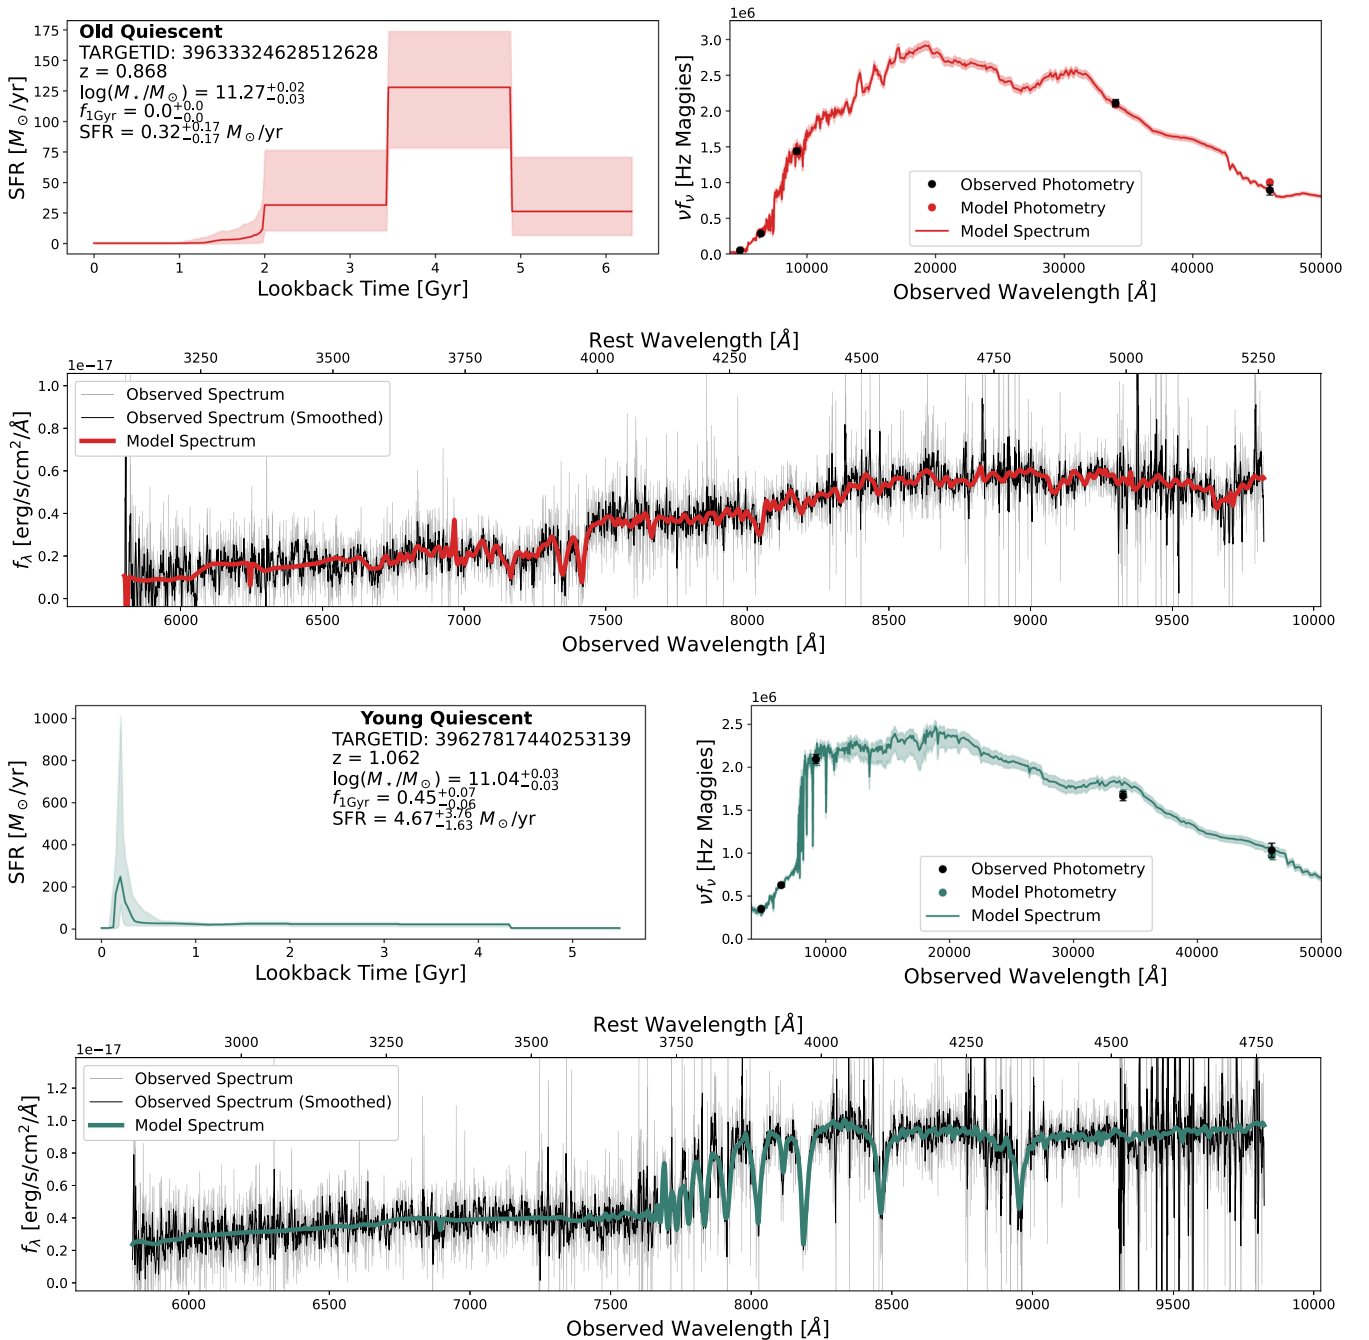 Old Quiescent
TARGETID: 39633324628512628
z = 0.868
log(M⋆/M⊙) = 11.27 +0.02 −0.03
f1Gyr = 0.0 +0.0 −0.0
SFR = 0.32 +0.17 −0.17 M⊙/yr
SFR [M⊙/yr]
175
150
125
100
75
50
25
0
0 1 2 3 4 5 6
Lookback Time [Gyr]
1e6
νfν [Hz Maggies]
3.0
2.5
2.0
1.5
1.0
0.5
0.0
Observed Photometry
Model Photometry
Model Spectrum
10000 20000 30000 40000 50000
Observed Wavelength [Å]
Rest Wavelength [Å]
3250 3500 3750 4000 4250 4500 4750 5000 5250
1e−17
Observed Spectrum
Observed Spectrum (Smoothed)
Model Spectrum
fλ [erg/s/cm²/Å]
1.0
0.8
0.6
0.4
0.2
0.0
6000 6500 7000 7500 8000 8500 9000 9500 10000
Observed Wavelength [Å]
Young Quiescent
TARGETID: 39627817440253139
z = 1.062
log(M⋆/M⊙) = 11.04 +0.03 −0.03
f1Gyr = 0.45 +0.07 −0.06
SFR = 4.67 +3.76 −1.63 M⊙/yr
SFR [M⊙/yr]
1000
800
600
400
200
0
0 1 2 3 4 5
Lookback Time [Gyr]
1e6
νfν [Hz Maggies]
2.5
2.0
1.5
1.0
0.5
0.0
Observed Photometry
Model Photometry
Model Spectrum
10000 20000 30000 40000 50000
Observed Wavelength [Å]
Rest Wavelength [Å]
3000 3250 3500 3750 4000 4250 4500 4750
1e−17
Observed Spectrum
Observed Spectrum (Smoothed)
Model Spectrum
fλ [erg/s/cm²/Å]
1.2
1.0
0.8
0.6
0.4
0.2
0.0
6000 6500 7000 7500 8000 8500 9000 9500 10000
Observed Wavelength [Å]